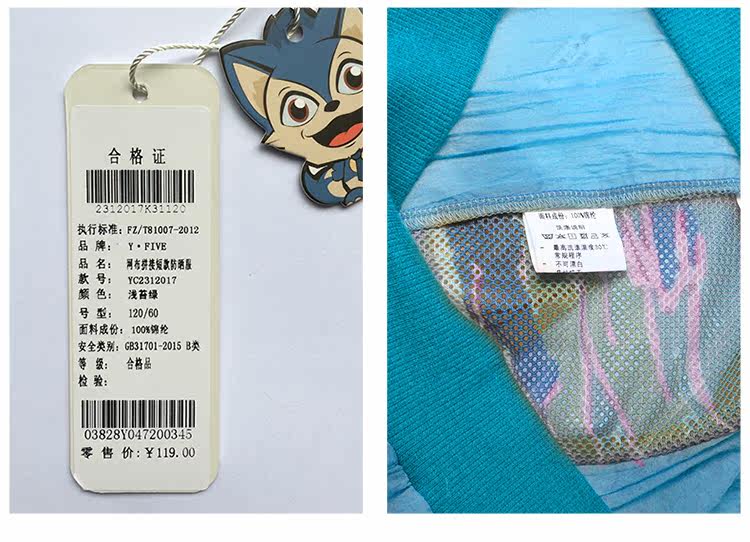 合格证
2312017K31120
执行标准: FZ/T81007-2012
品 牌: Y·FIVE
品 名: 网布拼接短款防晒服
款 号: YC2312017
颜 色: 浅苔绿
号 型: 120/60
面料成份: 100%锦纶
安全类别: GB31701-2015 B类
等 级: 合格品
检 验:
03828Y047200345
零 售 价: ¥119.00
面料成份: 100%锦纶
洗涤说明
- 最高洗涤温度30℃
常规程序
- 不可漂白